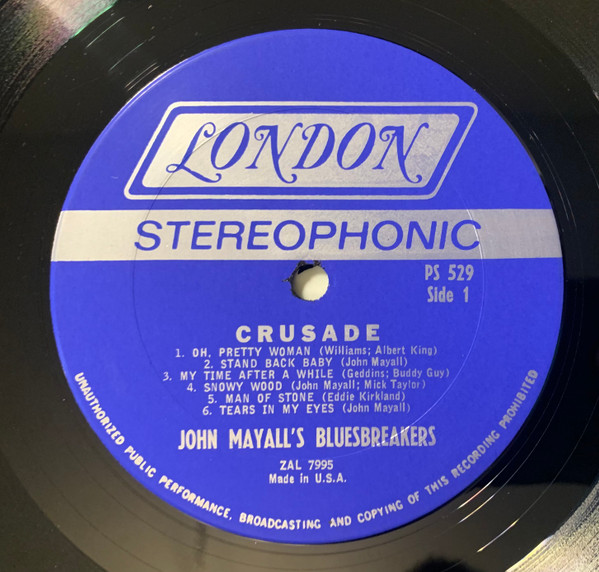 LONDON
STEREOPHONIC
PS 529
Side 1
CRUSADE
1. OH, PRETTY WOMAN (Williams; Albert King)
2. STAND BACK BABY (John Mayall)
3. MY TIME AFTER A WHILE (Geddins; Buddy Guy)
4. SNOWY WOOD (John Mayall; Mick Taylor)
5. MAN OF STONE (Eddie Kirkland)
6. TEARS IN MY EYES (John Mayall)
JOHN MAYALL'S BLUESBREAKERS
ZAL 7995
Made in U.S.A.
UNAUTHORIZED PUBLIC PERFORMANCE, BROADCASTING AND COPYING OF THIS RECORDING PROHIBITED